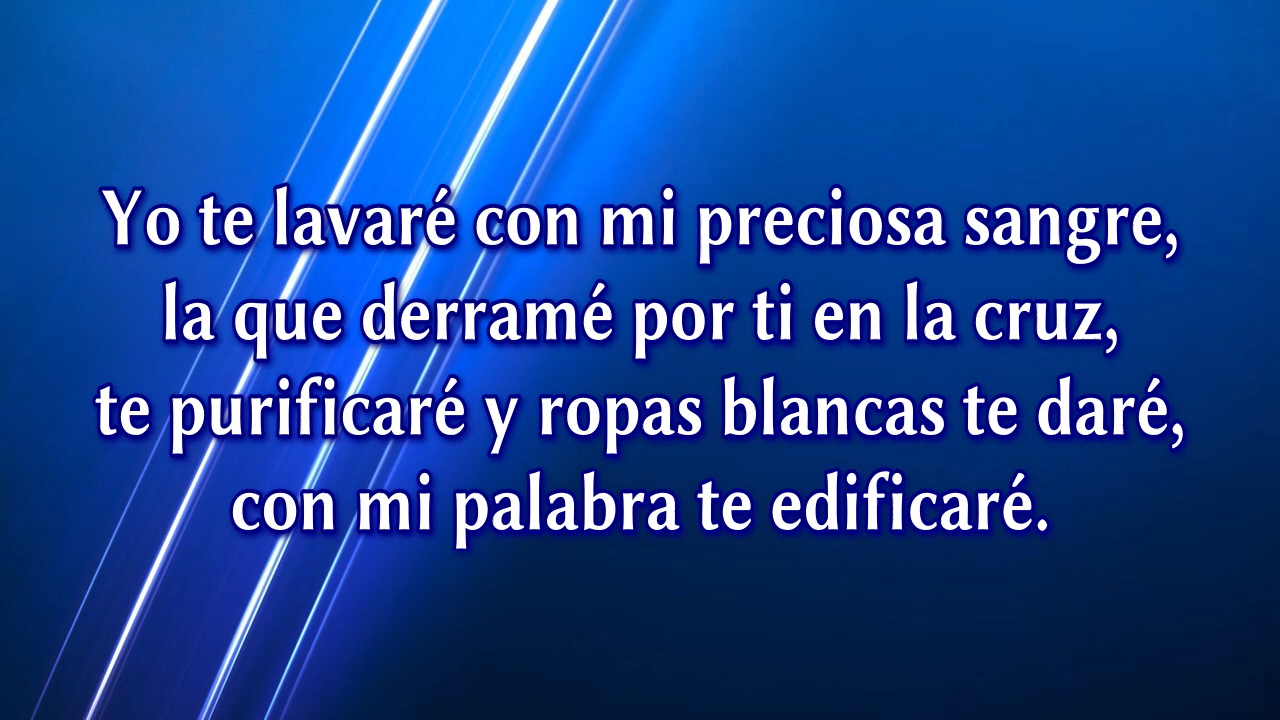 Yo te lavaré con mi preciosa sangre,
la que derramé por ti en la cruz,
te purificaré y ropas blancas te daré,
con mi palabra te edificaré.